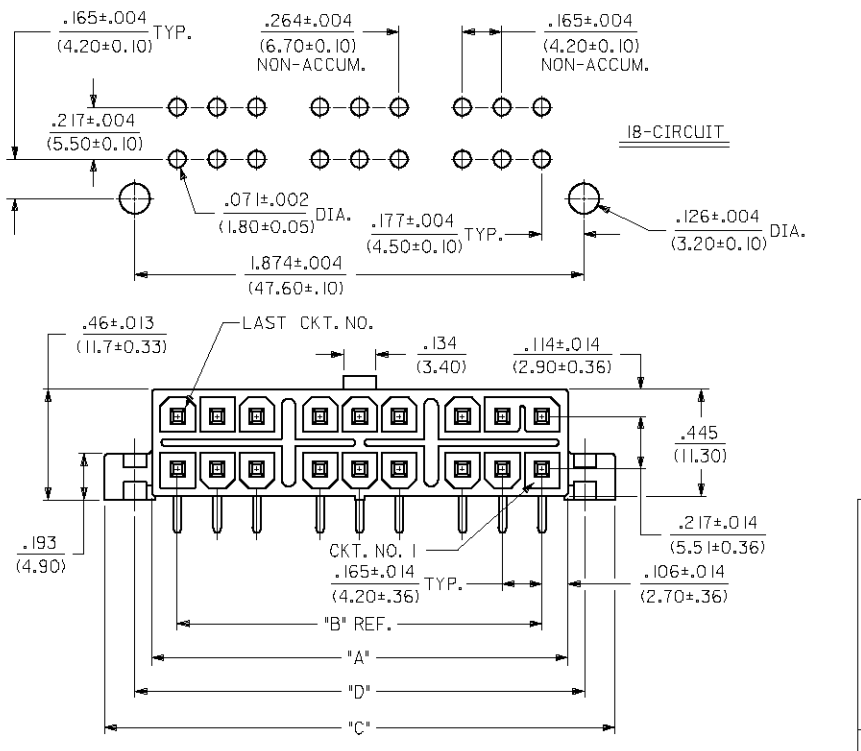 .165±.004
(4.20±0.10) TYP.
.264±.004
(6.70±0.10)
NON-ACCUM.
.165±.004
(4.20±0.10)
NON-ACCUM.
.217±.004
(5.50±0.10)
18-CIRCUIT
.071±.002
(1.80±0.05) DIA.
.177±.004
(4.50±0.10) TYP.
.126±.004
(3.20±0.10) DIA.
1.874±.004
(47.60±.10)
.46±.013
(11.7±0.33)
LAST CKT. NO.
.134
(3.40)
.114±.014
(2.90±0.36)
.445
(11.30)
.193
(4.90)
CKT. NO. 1
.217±.014
(5.51±0.36)
.165±.014
(4.20±.36) TYP.
.106±.014
(2.70±.36)
"B" REF.
"A"
"D"
"C"